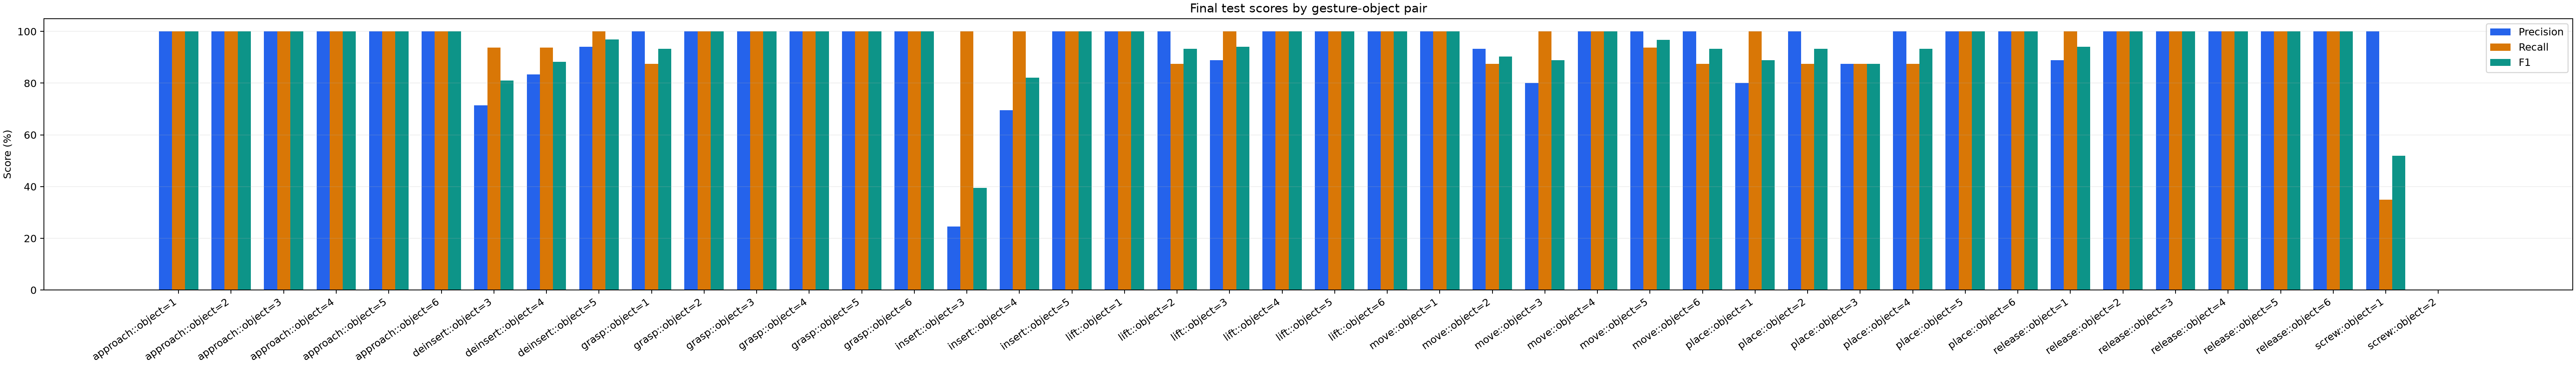 Final test scores by gesture-object pair
Precision
Recall
F1
Score (%)
100
80
60
40
20
0
approach::object=1
approach::object=2
approach::object=3
approach::object=4
approach::object=5
approach::object=6
deinsert::object=3
deinsert::object=4
deinsert::object=5
grasp::object=1
grasp::object=2
grasp::object=3
grasp::object=4
grasp::object=5
grasp::object=6
insert::object=3
insert::object=4
insert::object=5
lift::object=1
lift::object=2
lift::object=3
lift::object=4
lift::object=5
lift::object=6
move::object=1
move::object=2
move::object=3
move::object=4
move::object=5
move::object=6
place::object=1
place::object=2
place::object=3
place::object=4
place::object=5
place::object=6
release::object=1
release::object=2
release::object=3
release::object=4
release::object=5
release::object=6
screw::object=1
screw::object=2